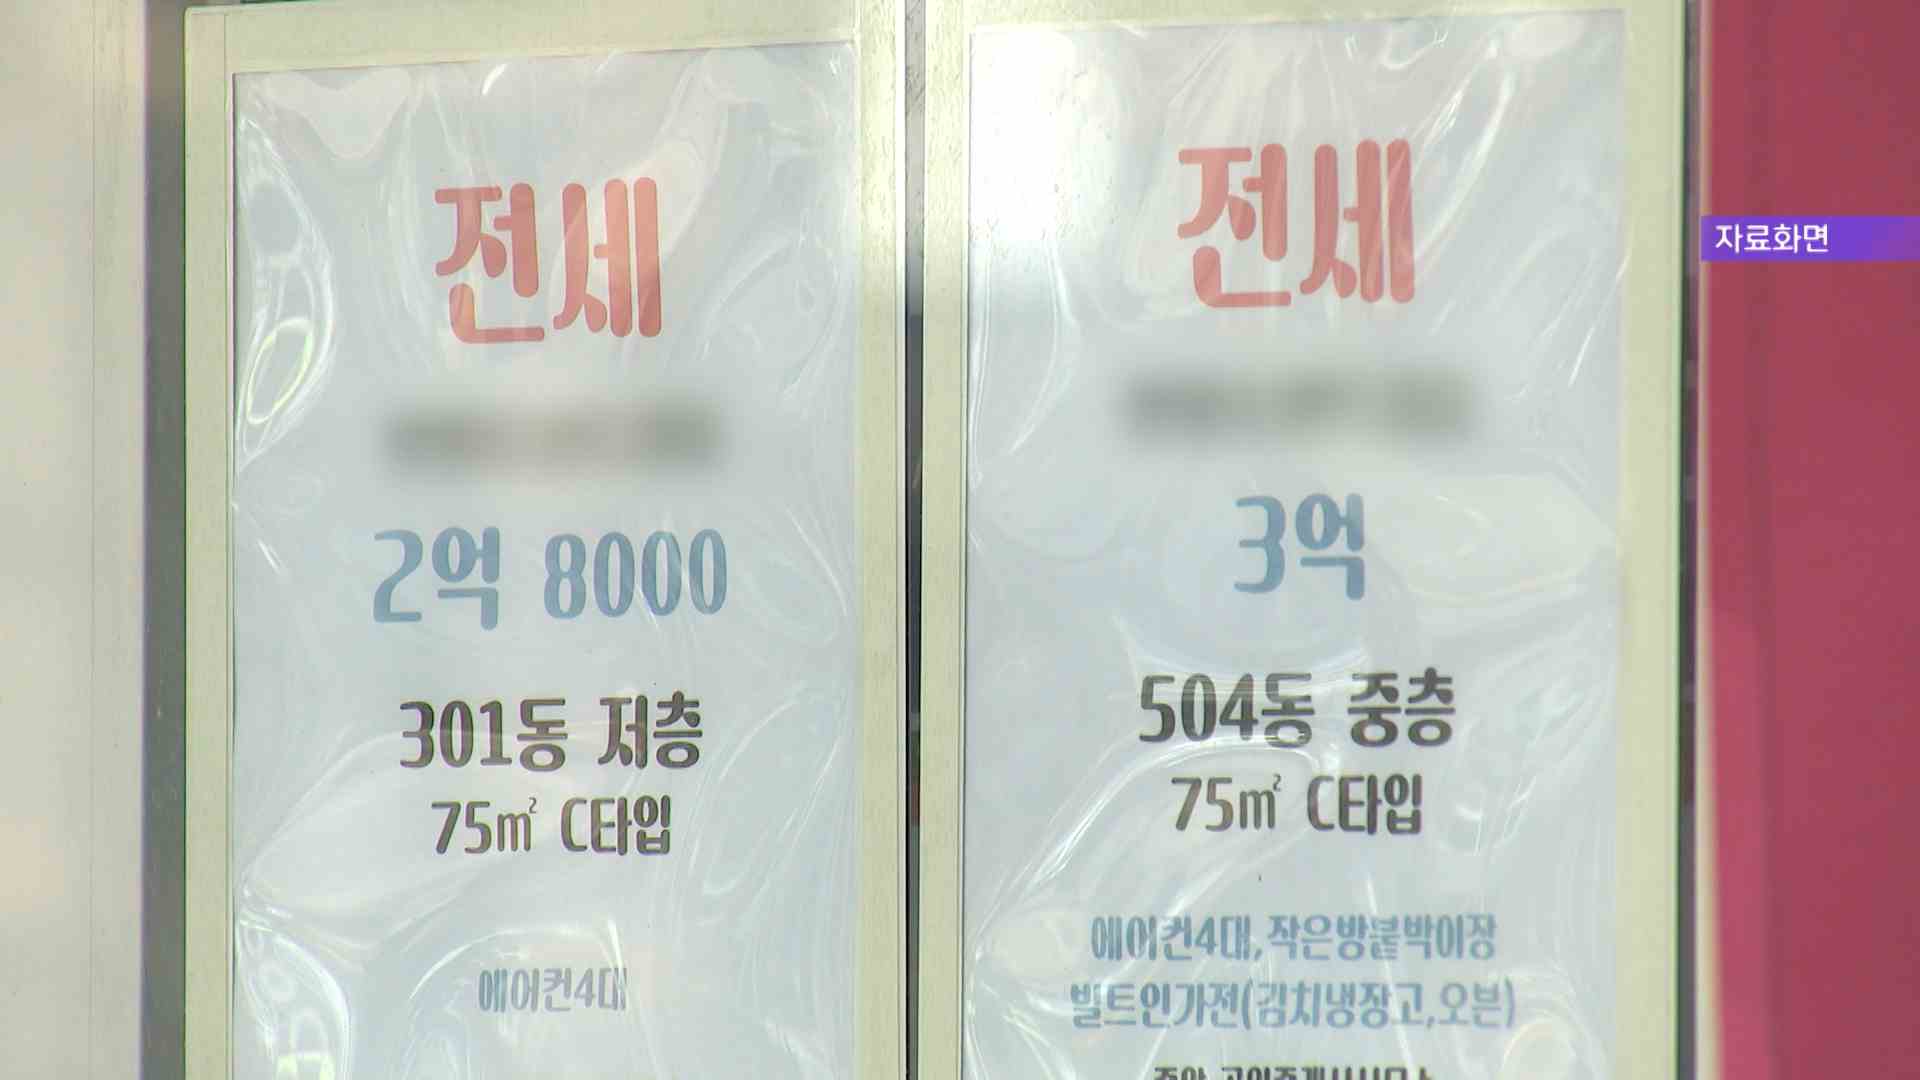 전세
2억 8000
301동 저층
75㎡ C타입
에어컨4대
전세
3억
504동 중층
75㎡ C타입
에어컨4대,작은방붙박이장
빌트인가전(김치냉장고,오븐)
자료화면